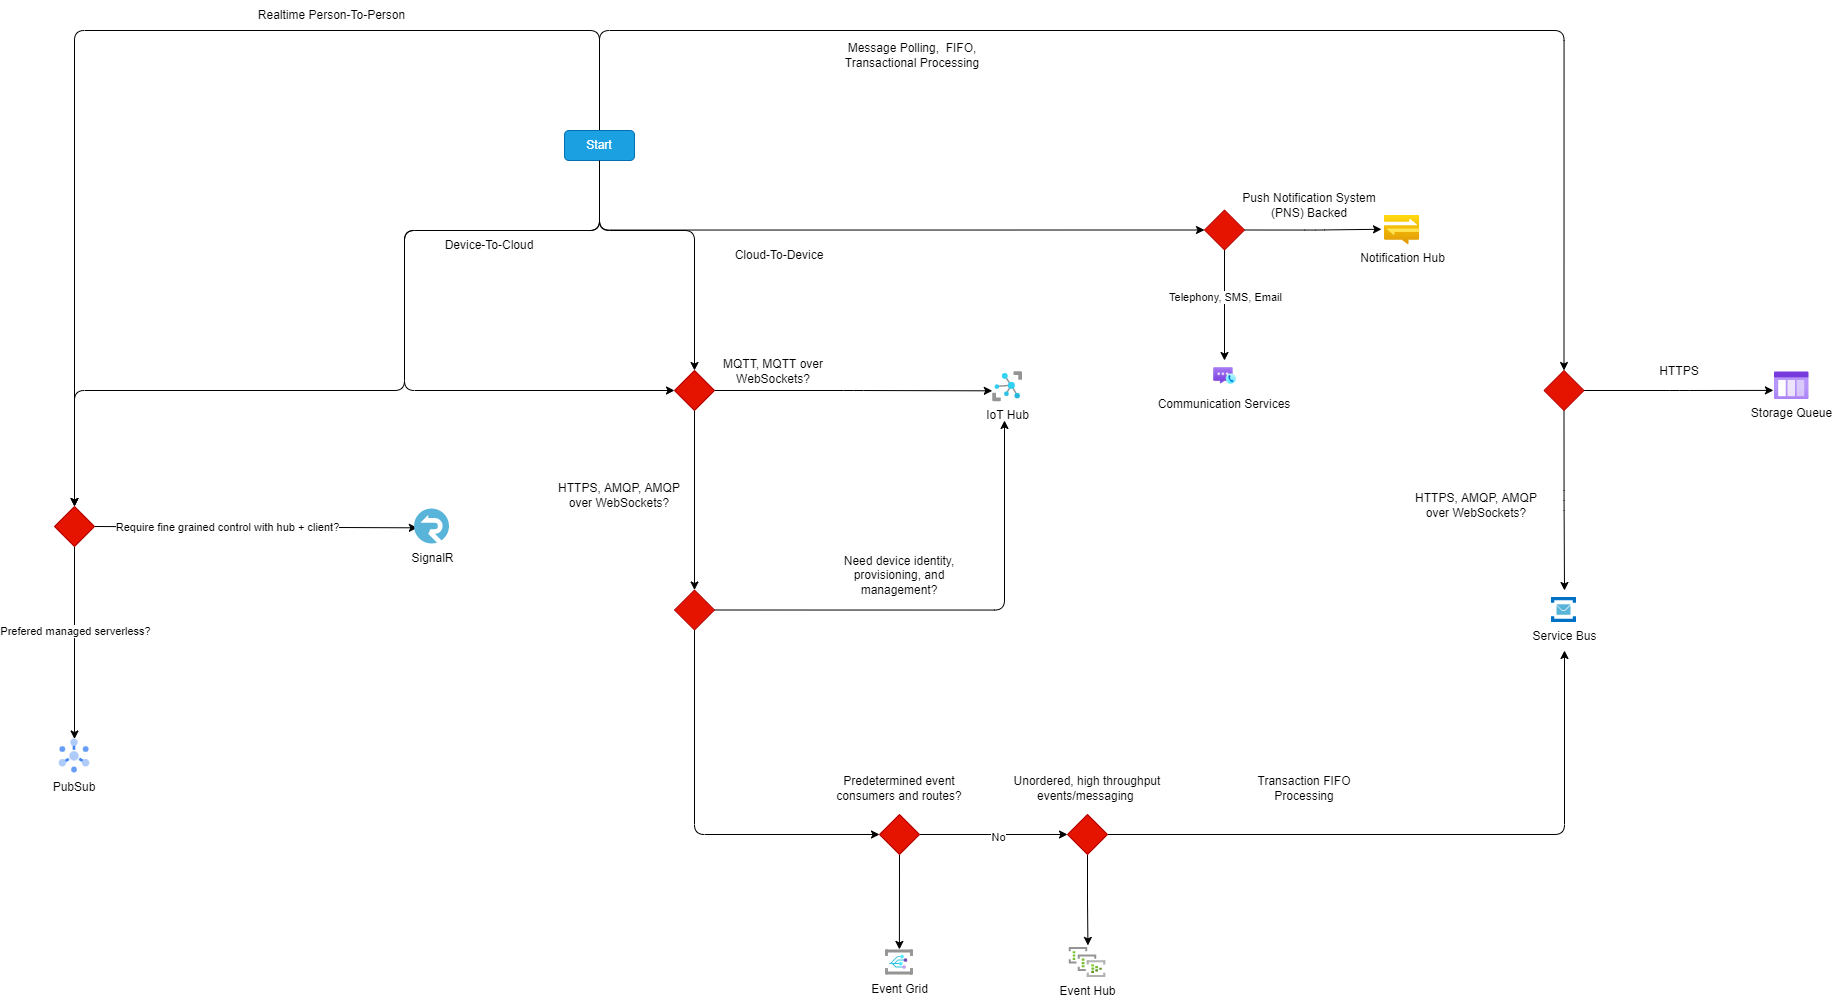 Realtime Person-To-Person
Message Polling,  FIFO,
Transactional Processing
Start
Push Notification System
(PNS) Backed
Device-To-Cloud
Cloud-To-Device
Notification Hub
Telephony, SMS, Email
MQTT, MQTT over
WebSockets?
HTTPS
IoT Hub
Communication Services
Storage Queue
HTTPS, AMQP, AMQP
over WebSockets?
HTTPS, AMQP, AMQP
over WebSockets?
Require fine grained control with hub + client?
SignalR
Need device identity,
provisioning, and
management?
Prefered managed serverless?
Service Bus
PubSub
Predetermined event
consumers and routes?
Unordered, high throughput
events/messaging
Transaction FIFO
Processing
No
Event Grid
Event Hub